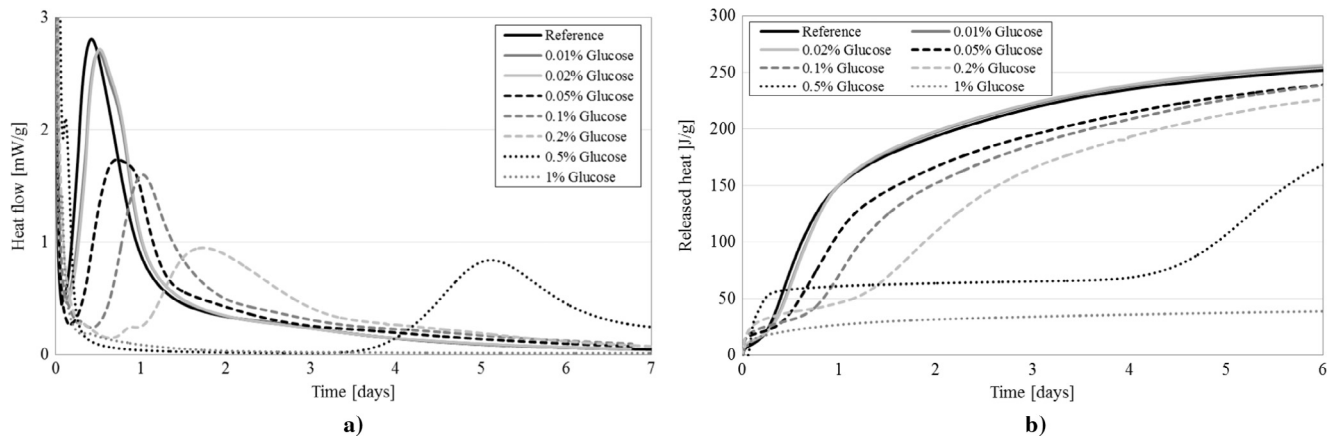 3
2
1
0
Heat flow [mW/g]
Reference
0.01% Glucose
0.02% Glucose
0.05% Glucose
0.1% Glucose
0.2% Glucose
0.5% Glucose
1% Glucose
0 1 2 3 4 5 6 7
Time [days]
a)
300
250
200
150
100
50
0
Released heat ]J/g]
Reference 0.01% Glucose
0.02% Glucose 0.05% Glucose
0.1% Glucose 0.2% Glucose
0.5% Glucose 1% Glucose
0 1 2 3 4 5 6
Time [days]
b)